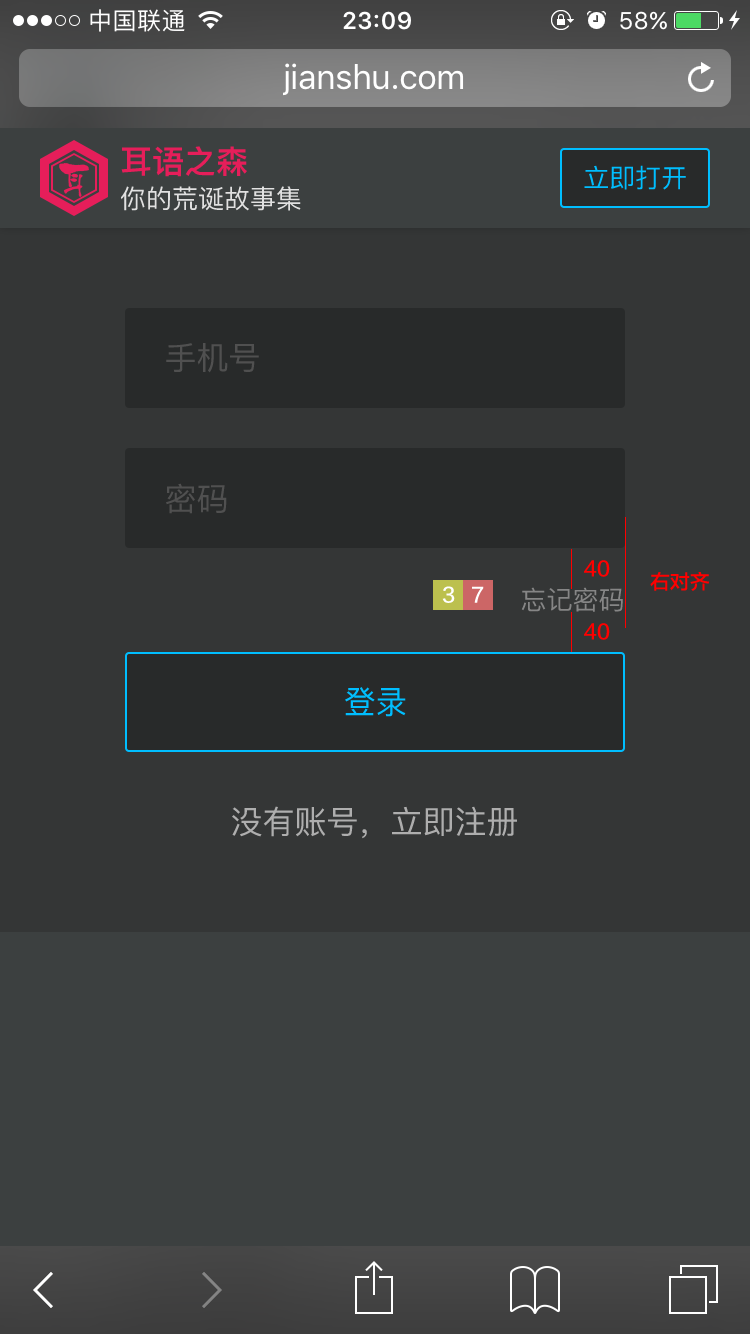 中国联通 23:09 58%
jianshu.com
耳语之森
你的荒诞故事集
立即打开
手机号
密码
40
右对齐
3 7 忘记密码
40
登录
没有账号，立即注册